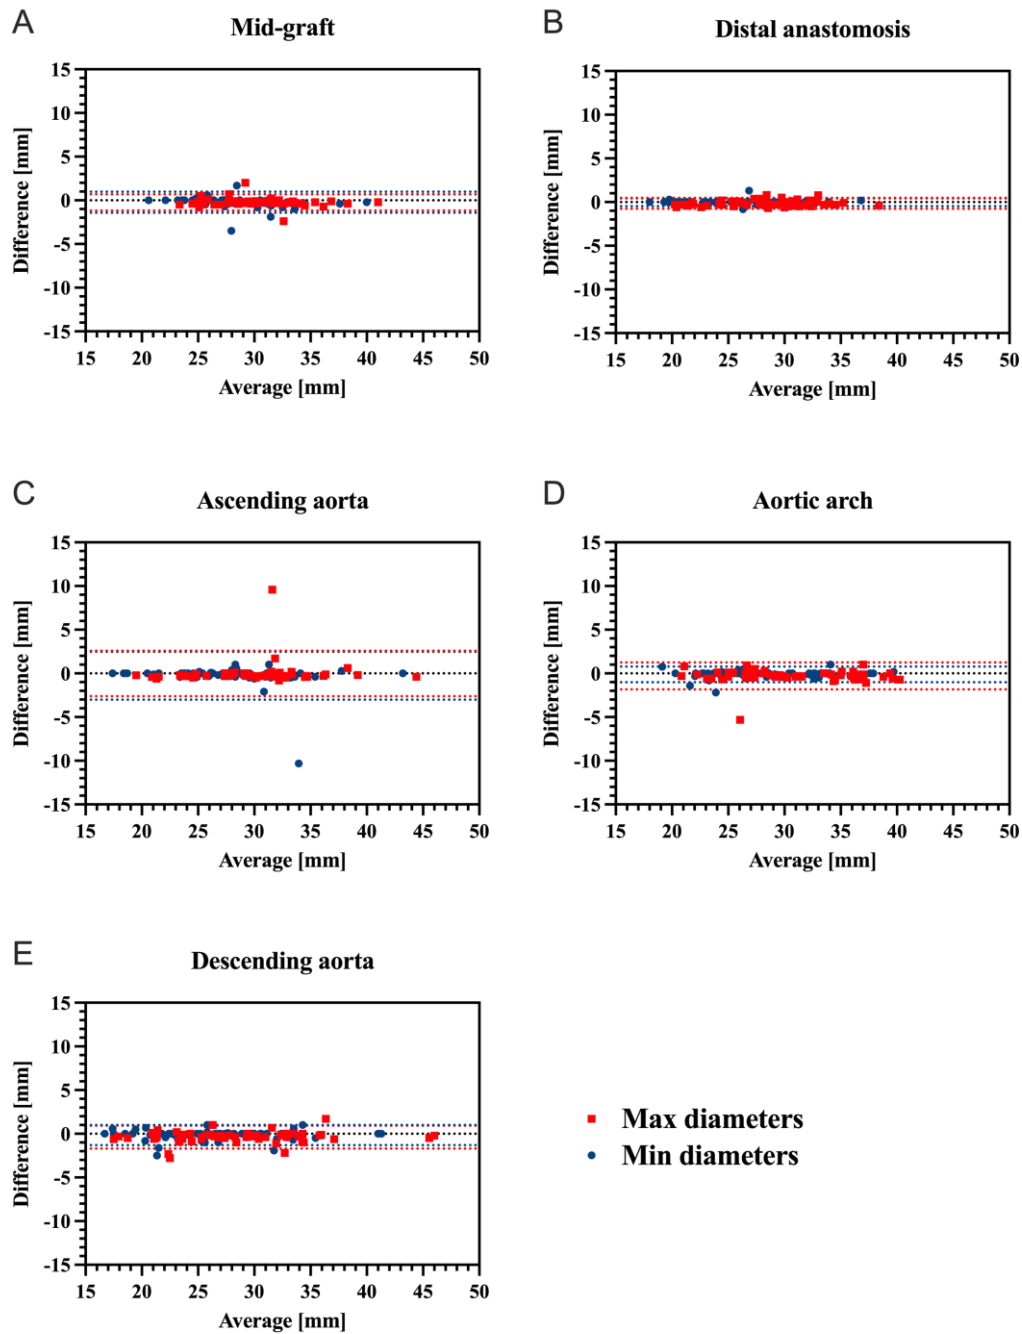 A
Mid-graft
15
10
5
0
-5
-10
-15
Difference [mm]
15 20 25 30 35 40 45 50
Average [mm]
B
Distal anastomosis
15
10
5
0
-5
-10
-15
Difference [mm]
15 20 25 30 35 40 45 50
Average [mm]
C
Ascending aorta
15
10
5
0
-5
-10
-15
Difference [mm]
15 20 25 30 35 40 45 50
Average [mm]
D
Aortic arch
15
10
5
0
-5
-10
-15
Difference [mm]
15 20 25 30 35 40 45 50
Average [mm]
E
Descending aorta
15
10
5
0
-5
-10
-15
Difference [mm]
15 20 25 30 35 40 45 50
Average [mm]
Max diameters
Min diameters